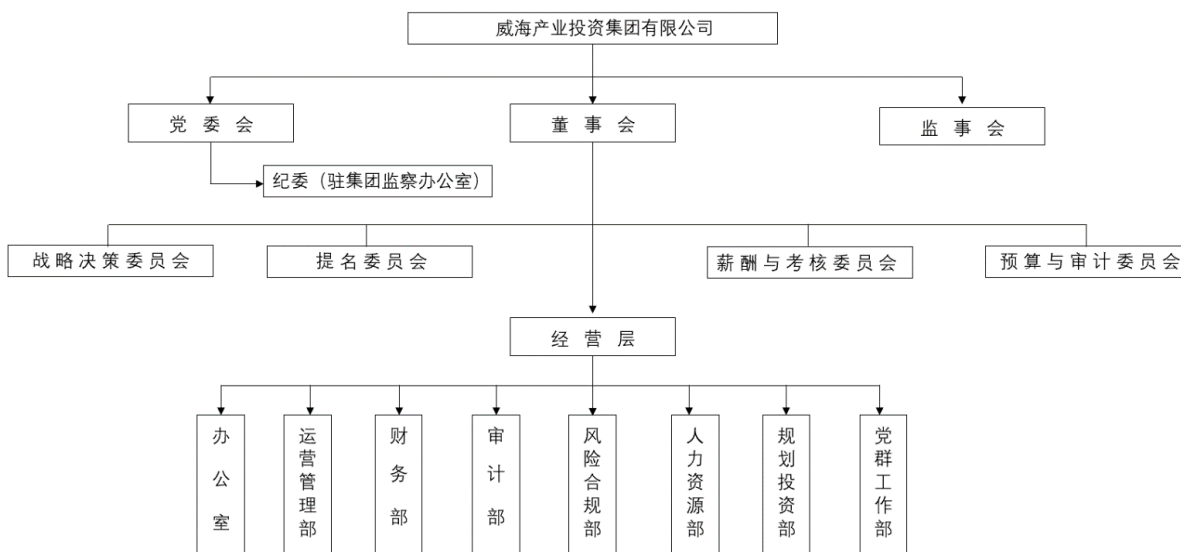 威海产业投资集团有限公司
党委会
董事会
监事会
纪委（驻集团监察办公室）
战略决策委员会
提名委员会
薪酬与考核委员会
预算与审计委员会
经营层
办公室
运营管理部
财务部
审计部
风险合规部
人力资源部
规划投资部
党群工作部